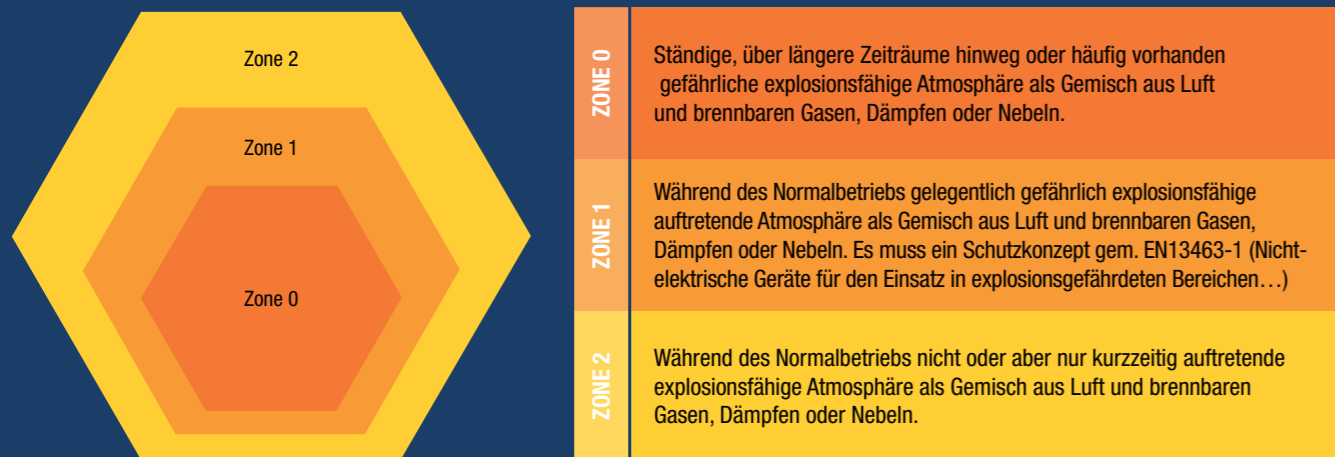 Zone 2
Zone 1
Zone 0
ZONE 0
Ständige, über längere Zeiträume hinweg oder häufig vorhanden
gefährliche explosionsfähige Atmosphäre als Gemisch aus Luft
und brennbaren Gasen, Dämpfen oder Nebeln.
ZONE 1
Während des Normalbetriebs gelegentlich gefährlich explosionsfähige
auftretende Atmosphäre als Gemisch aus Luft und brennbaren Gasen,
Dämpfen oder Nebeln. Es muss ein Schutzkonzept gem. EN13463-1 (Nicht-
elektrische Geräte für den Einsatz in explosionsgefährdeten Bereichen…)
ZONE 2
Während des Normalbetriebs nicht oder aber nur kurzzeitig auftretende
explosionsfähige Atmosphäre als Gemisch aus Luft und brennbaren
Gasen, Dämpfen oder Nebeln.